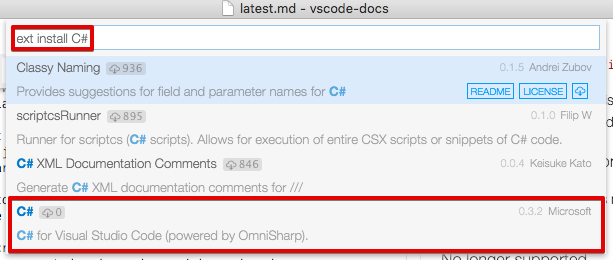 latest.md - vscode-docs
ext install C#
Classy Naming 936 0.1.5 Andrei Zubov
Provides suggestions for field and parameter names for C# README LICENSE
scriptcsRunner 895 0.1.0 Filip W
Runner for scriptcs (C# scripts). Allows for execution of entire CSX scripts or snippets of C# code.
C# XML Documentation Comments 846 0.0.4 Keisuke Kato
Generate C# XML documentation comments for ///
C# 0 0.3.2 Microsoft
C# for Visual Studio Code (powered by OmniSharp).
No longer supported